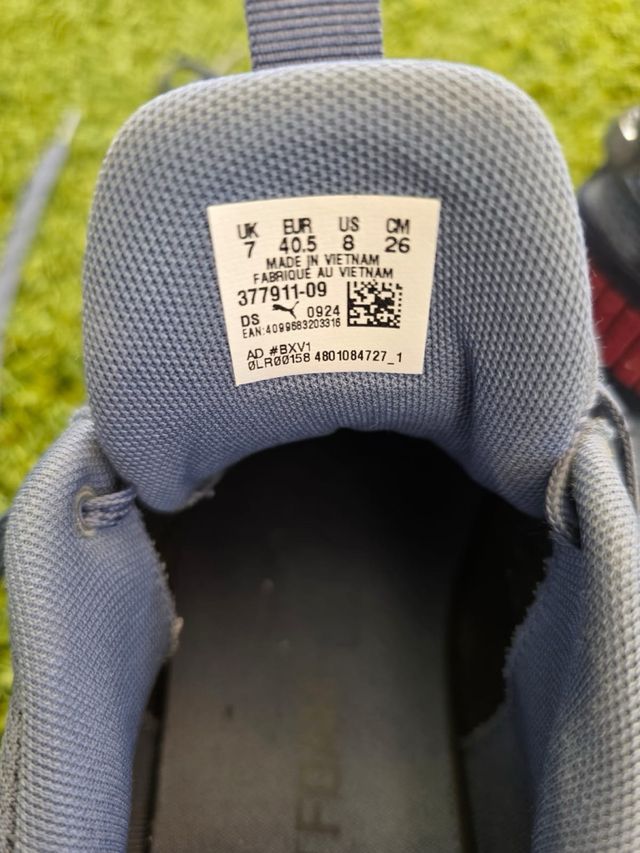 UK EUR US CM
7 40.5 8 26
MADE IN VIETNAM
FABRIQUÉ AU VIETNAM
377911-09
DS 0924
EAN:4099683203316
AD #BXV1
0LR00158 4801084727_1